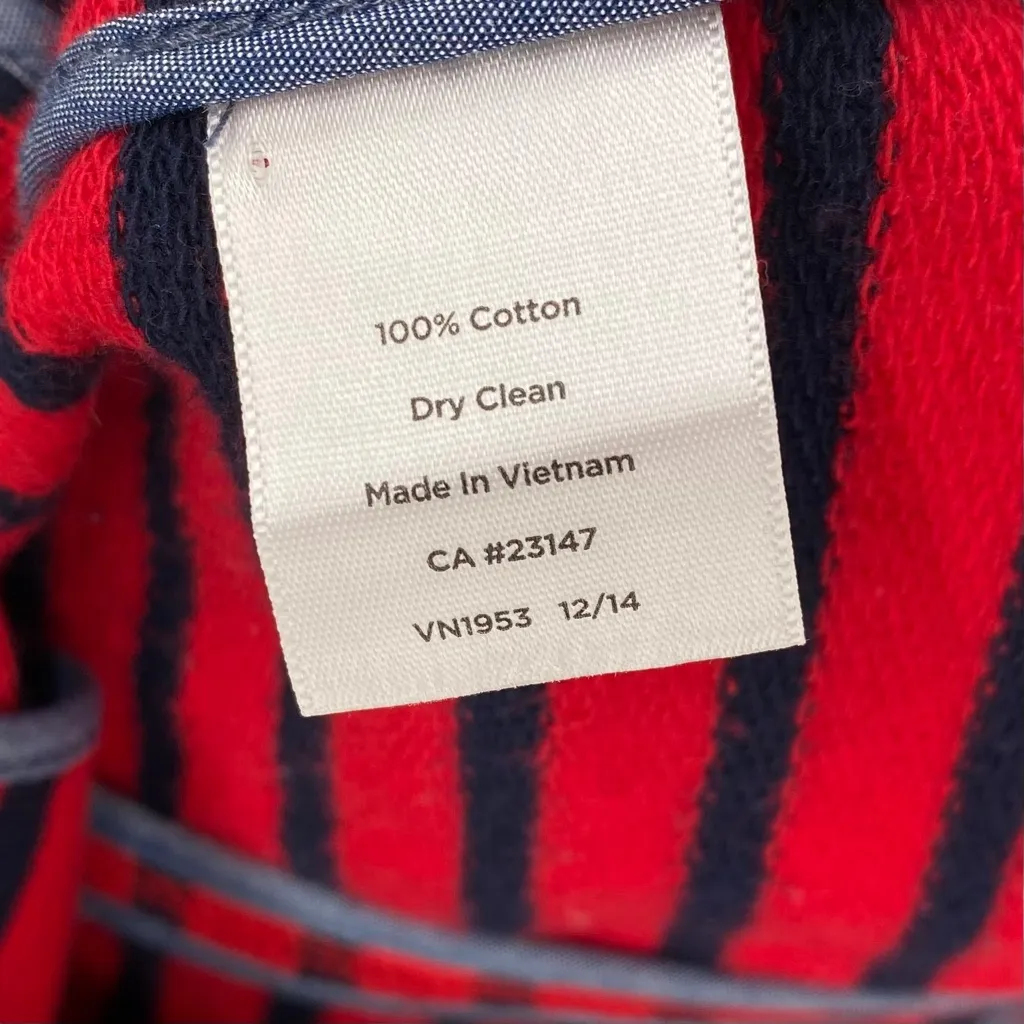 100% Cotton
Dry Clean
Made In Vietnam
CA #23147
VN1953 12/14